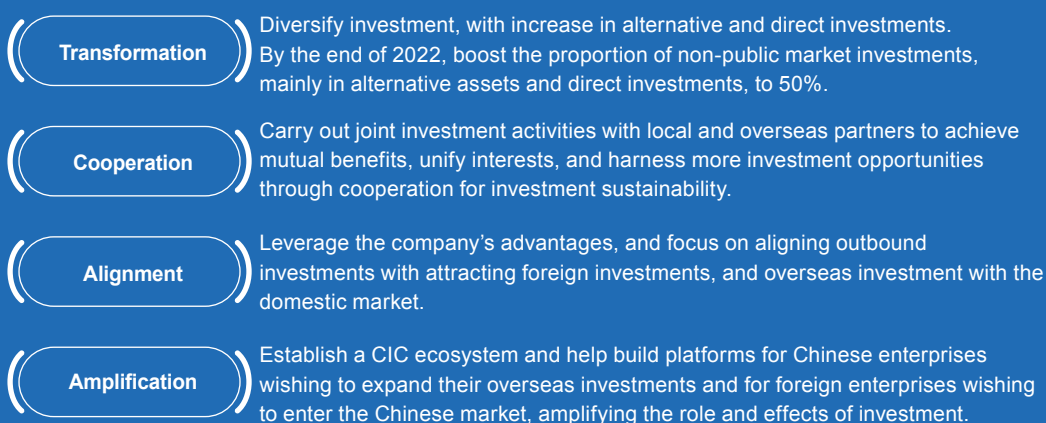 Transformation
Diversify investment, with increase in alternative and direct investments.
By the end of 2022, boost the proportion of non-public market investments,
mainly in alternative assets and direct investments, to 50%.
Cooperation
Carry out joint investment activities with local and overseas partners to achieve
mutual benefits, unify interests, and harness more investment opportunities
through cooperation for investment sustainability.
Alignment
Leverage the company’s advantages, and focus on aligning outbound
investments with attracting foreign investments, and overseas investment with the
domestic market.
Amplification
Establish a CIC ecosystem and help build platforms for Chinese enterprises
wishing to expand their overseas investments and for foreign enterprises wishing
to enter the Chinese market, amplifying the role and effects of investment.